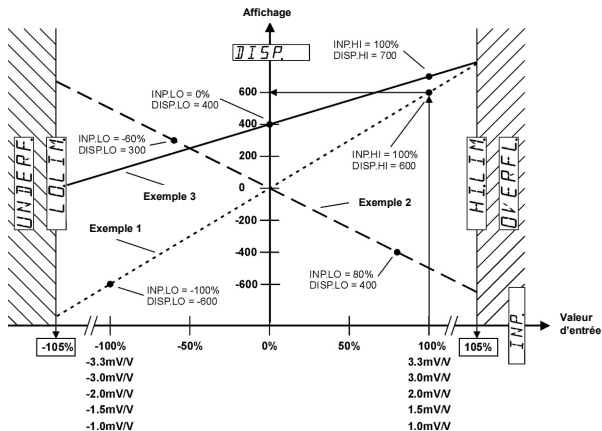 Affichage
DISP.
INP.HI = 100%
DISP.HI = 700
INP.LO = 0%
DISP.LO = 400
600
400
200
0
-200
-400
-600
INP.LO = -60%
DISP.LO = 300
INP.HI = 100%
DISP.HI = 600
UNDERF.
LO.LIM.
HI.LIM.
OVERFL.
Exemple 3
Exemple 2
Exemple 1
INP.LO = 80%
DISP.LO = 400
INP.LO = -100%
DISP.LO = -600
INP.
Valeur
d'entrée
-105% -100% -50% 0% 50% 100% 105%
-3.3mV/V 3.3mV/V
-3.0mV/V 3.0mV/V
-2.0mV/V 2.0mV/V
-1.5mV/V 1.5mV/V
-1.0mV/V 1.0mV/V